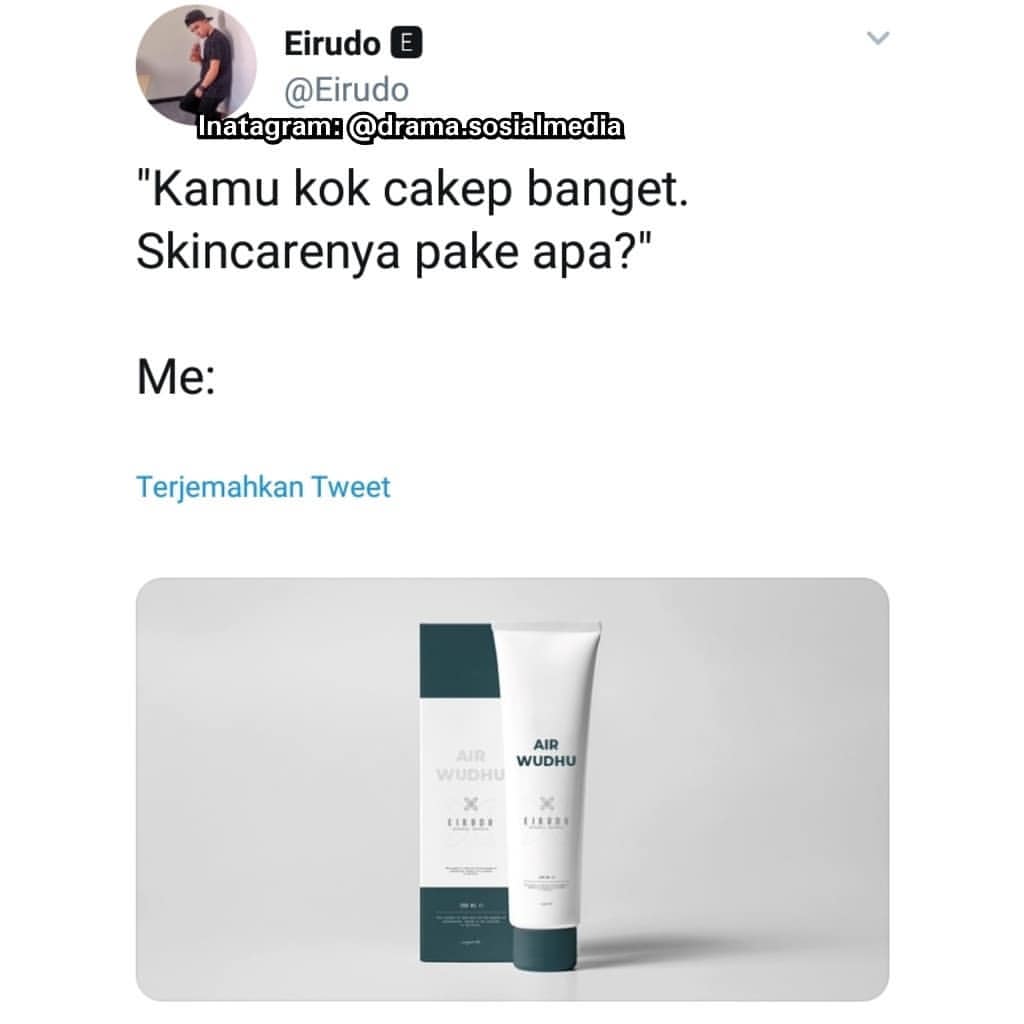 Eirudo E
@Eirudo
Inatagram: @drama.sosialmedia
"Kamu kok cakep banget.
Skincarenya pake apa?"
Me:
Terjemahkan Tweet
AIR
WUDHU
EIRUDO
AIR
WUDHU
EIRUDO